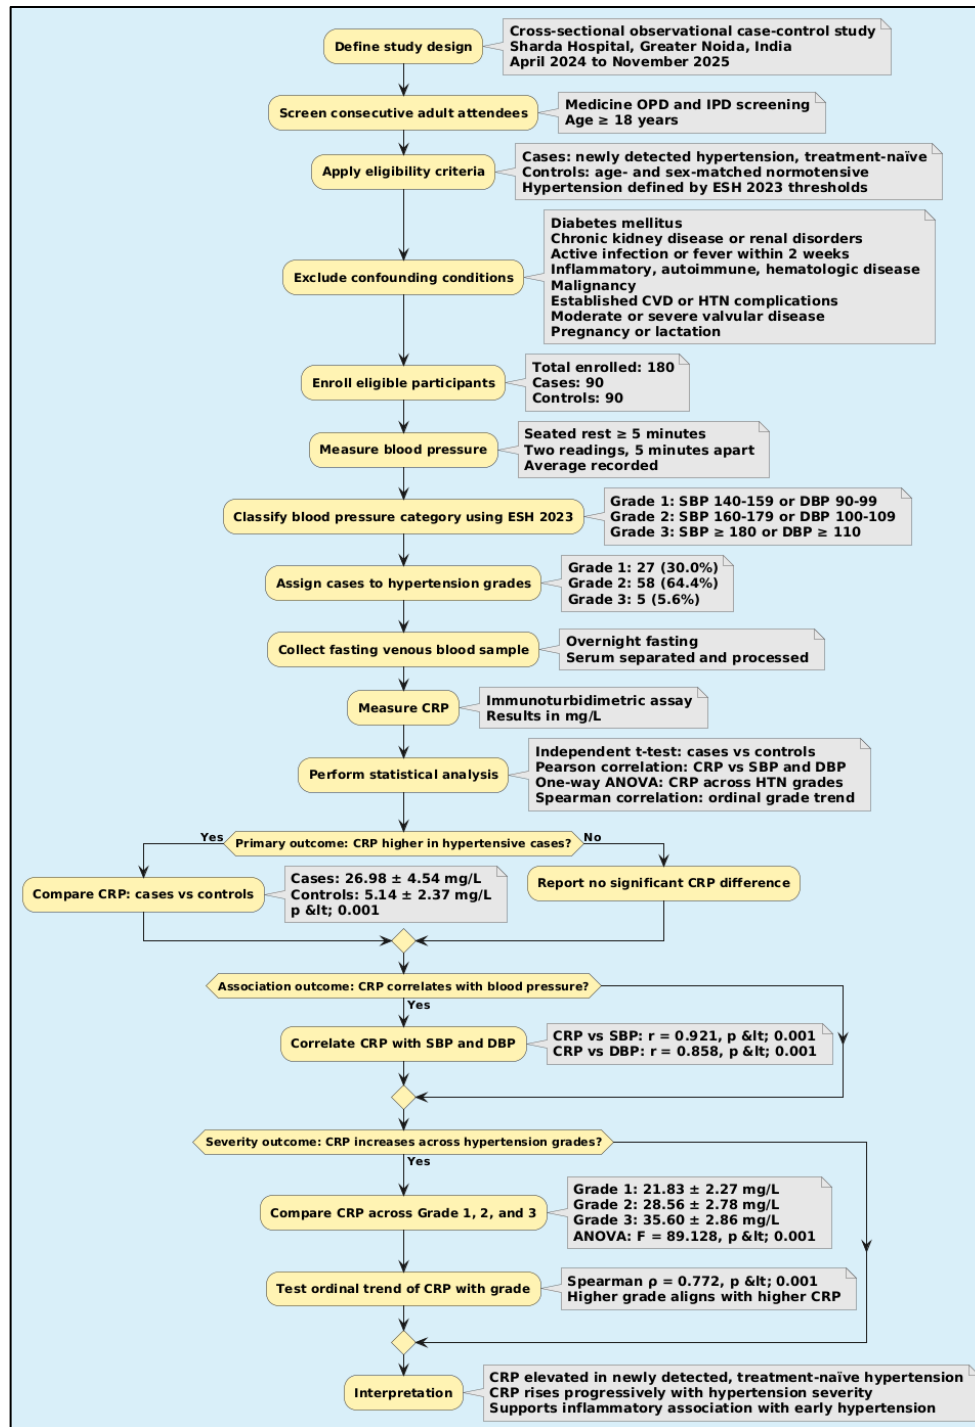 Define study design
Cross-sectional observational case-control study
Sharda Hospital, Greater Noida, India
April 2024 to November 2025
Screen consecutive adult attendees
Medicine OPD and IPD screening
Age ≥ 18 years
Apply eligibility criteria
Cases: newly detected hypertension, treatment-naïve
Controls: age- and sex-matched normotensive
Hypertension defined by ESH 2023 thresholds
Exclude confounding conditions
Diabetes mellitus
Chronic kidney disease or renal disorders
Active infection or fever within 2 weeks
Inflammatory, autoimmune, hematologic disease
Malignancy
Established CVD or HTN complications
Moderate or severe valvular disease
Pregnancy or lactation
Enroll eligible participants
Total enrolled: 180
Cases: 90
Controls: 90
Measure blood pressure
Seated rest ≥ 5 minutes
Two readings, 5 minutes apart
Average recorded
Classify blood pressure category using ESH 2023
Grade 1: SBP 140-159 or DBP 90-99
Grade 2: SBP 160-179 or DBP 100-109
Grade 3: SBP ≥ 180 or DBP ≥ 110
Assign cases to hypertension grades
Grade 1: 27 (30.0%)
Grade 2: 58 (64.4%)
Grade 3: 5 (5.6%)
Collect fasting venous blood sample
Overnight fasting
Serum separated and processed
Measure CRP
Immunoturbidimetric assay
Results in mg/L
Perform statistical analysis
Independent t-test: cases vs controls
Pearson correlation: CRP vs SBP and DBP
One-way ANOVA: CRP across HTN grades
Spearman correlation: ordinal grade trend
Yes
Primary outcome: CRP higher in hypertensive cases?
No
Compare CRP: cases vs controls
Cases: 26.98 ± 4.54 mg/L
Controls: 5.14 ± 2.37 mg/L
p &lt; 0.001
Report no significant CRP difference
Association outcome: CRP correlates with blood pressure?
Yes
Correlate CRP with SBP and DBP
CRP vs SBP: r = 0.921, p &lt; 0.001
CRP vs DBP: r = 0.858, p &lt; 0.001
Severity outcome: CRP increases across hypertension grades?
Yes
Compare CRP across Grade 1, 2, and 3
Grade 1: 21.83 ± 2.27 mg/L
Grade 2: 28.56 ± 2.78 mg/L
Grade 3: 35.60 ± 2.86 mg/L
ANOVA: F = 89.128, p &lt; 0.001
Test ordinal trend of CRP with grade
Spearman ρ = 0.772, p &lt; 0.001
Higher grade aligns with higher CRP
Interpretation
CRP elevated in newly detected, treatment-naïve hypertension
CRP rises progressively with hypertension severity
Supports inflammatory association with early hypertension